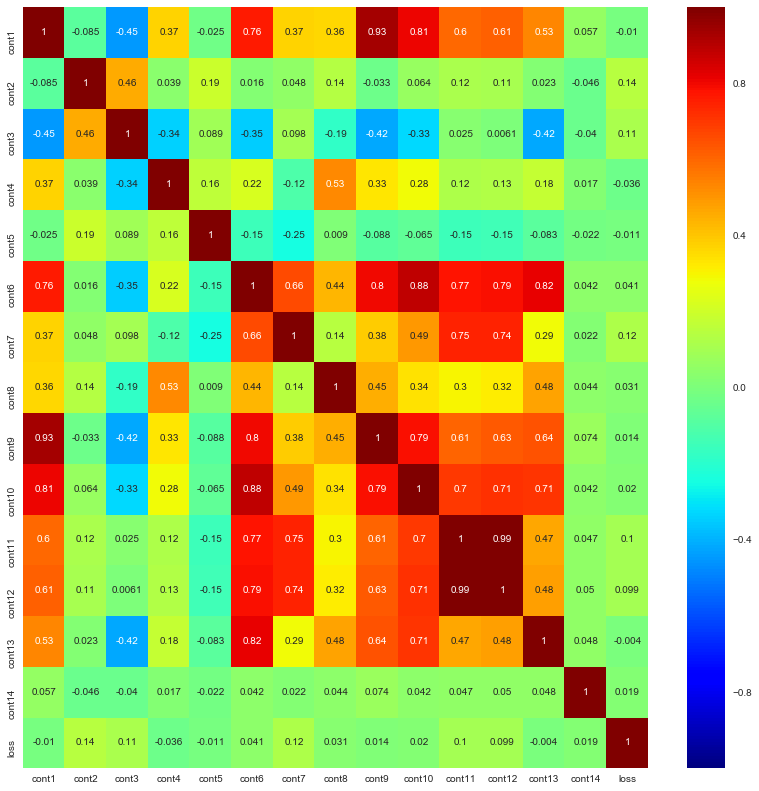 cont1 1 -0.085 -0.45 0.37 -0.025 0.76 0.37 0.36 0.93 0.81 0.6 0.61 0.53 0.057 -0.01
cont2 -0.085 1 0.46 0.039 0.19 0.016 0.048 0.14 -0.033 0.064 0.12 0.11 0.023 -0.046 0.14
cont3 -0.45 0.46 1 -0.34 0.089 -0.35 0.098 -0.19 -0.42 -0.33 0.025 0.0061 -0.42 -0.04 0.11
cont4 0.37 0.039 -0.34 1 0.16 0.22 -0.12 0.53 0.33 0.28 0.12 0.13 0.18 0.017 -0.036
cont5 -0.025 0.19 0.089 0.16 1 -0.15 -0.25 0.009 -0.088 -0.065 -0.15 -0.15 -0.083 -0.022 -0.011
cont6 0.76 0.016 -0.35 0.22 -0.15 1 0.66 0.44 0.8 0.88 0.77 0.79 0.82 0.042 0.041
cont7 0.37 0.048 0.098 -0.12 -0.25 0.66 1 0.14 0.38 0.49 0.75 0.74 0.29 0.022 0.12
cont8 0.36 0.14 -0.19 0.53 0.009 0.44 0.14 1 0.45 0.34 0.3 0.32 0.48 0.044 0.031
cont9 0.93 -0.033 -0.42 0.33 -0.088 0.8 0.38 0.45 1 0.79 0.61 0.63 0.64 0.074 0.014
cont10 0.81 0.064 -0.33 0.28 -0.065 0.88 0.49 0.34 0.79 1 0.7 0.71 0.71 0.042 0.02
cont11 0.6 0.12 0.025 0.12 -0.15 0.77 0.75 0.3 0.61 0.7 1 0.99 0.47 0.047 0.1
cont12 0.61 0.11 0.0061 0.13 -0.15 0.79 0.74 0.32 0.63 0.71 0.99 1 0.48 0.05 0.099
cont13 0.53 0.023 -0.42 0.18 -0.083 0.82 0.29 0.48 0.64 0.71 0.47 0.48 1 0.048 -0.004
cont14 0.057 -0.046 -0.04 0.017 -0.022 0.042 0.022 0.044 0.074 0.042 0.047 0.05 0.048 1 0.019
loss -0.01 0.14 0.11 -0.036 -0.011 0.041 0.12 0.031 0.014 0.02 0.1 0.099 -0.004 0.019 1
cont1 cont2 cont3 cont4 cont5 cont6 cont7 cont8 cont9 cont10 cont11 cont12 cont13 cont14 loss
0.8
0.4
0.0
−0.4
−0.8